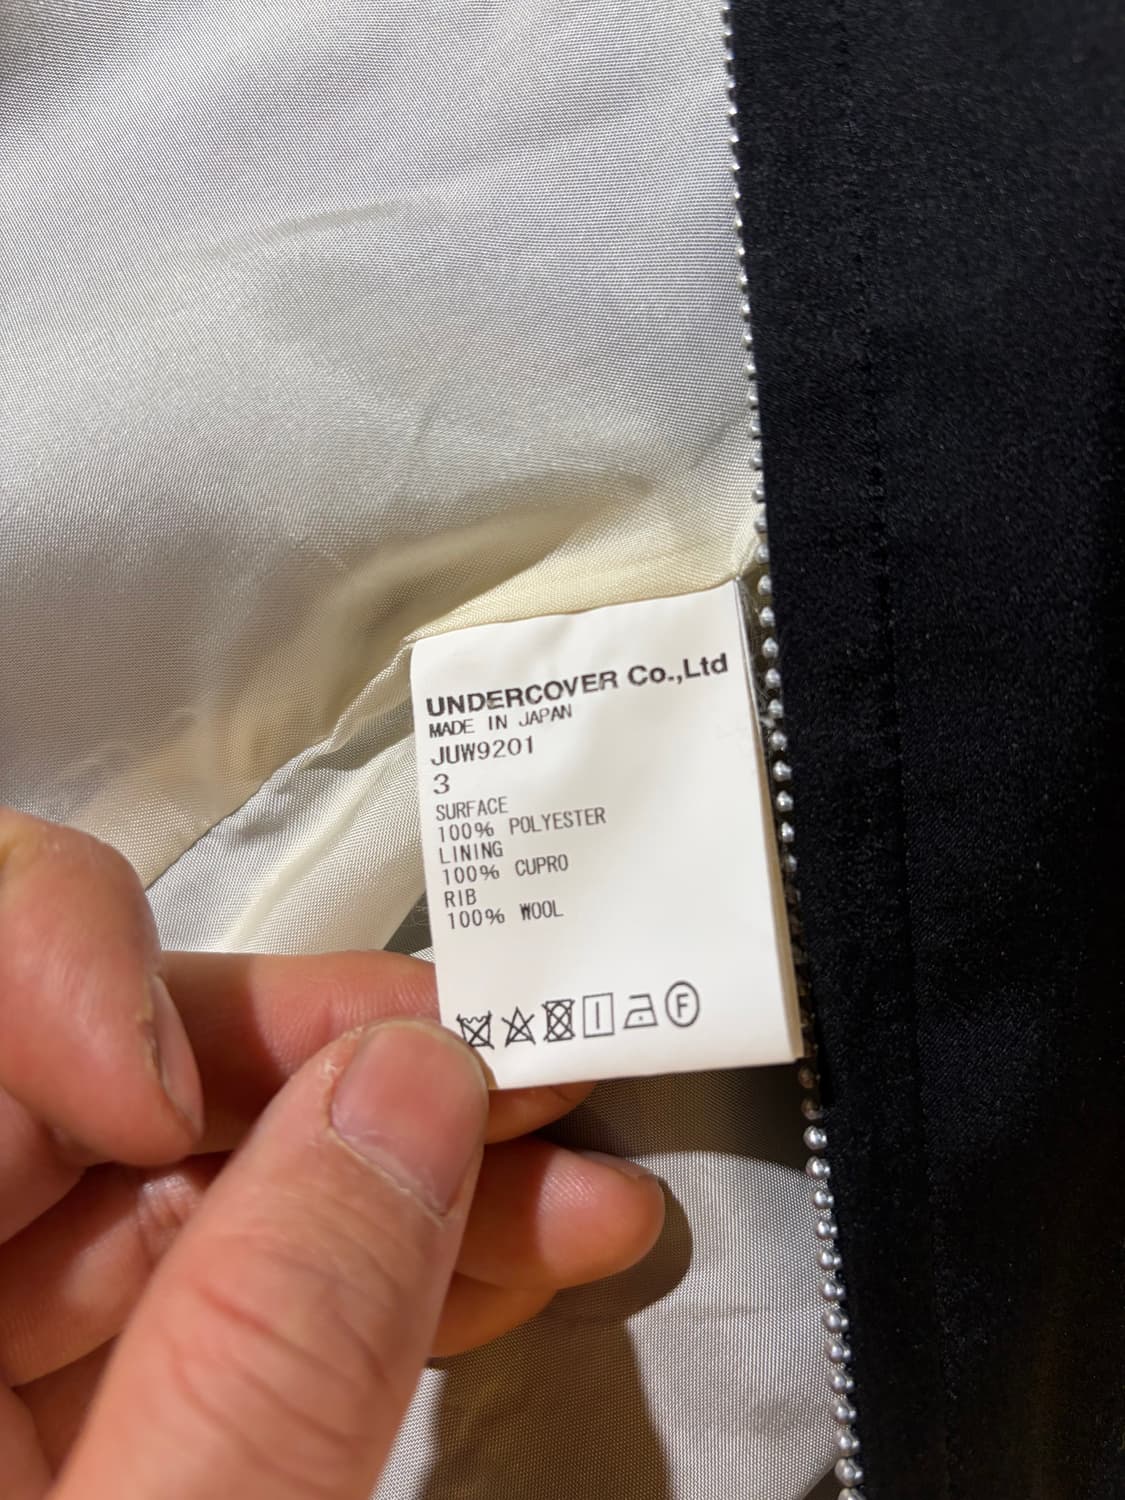 UNDERCOVER Co.,Ltd
MADE IN JAPAN
JUW9201
3
SURFACE
100% POLYESTER
LINING
100% CUPRO
RIB
100% WOOL
F